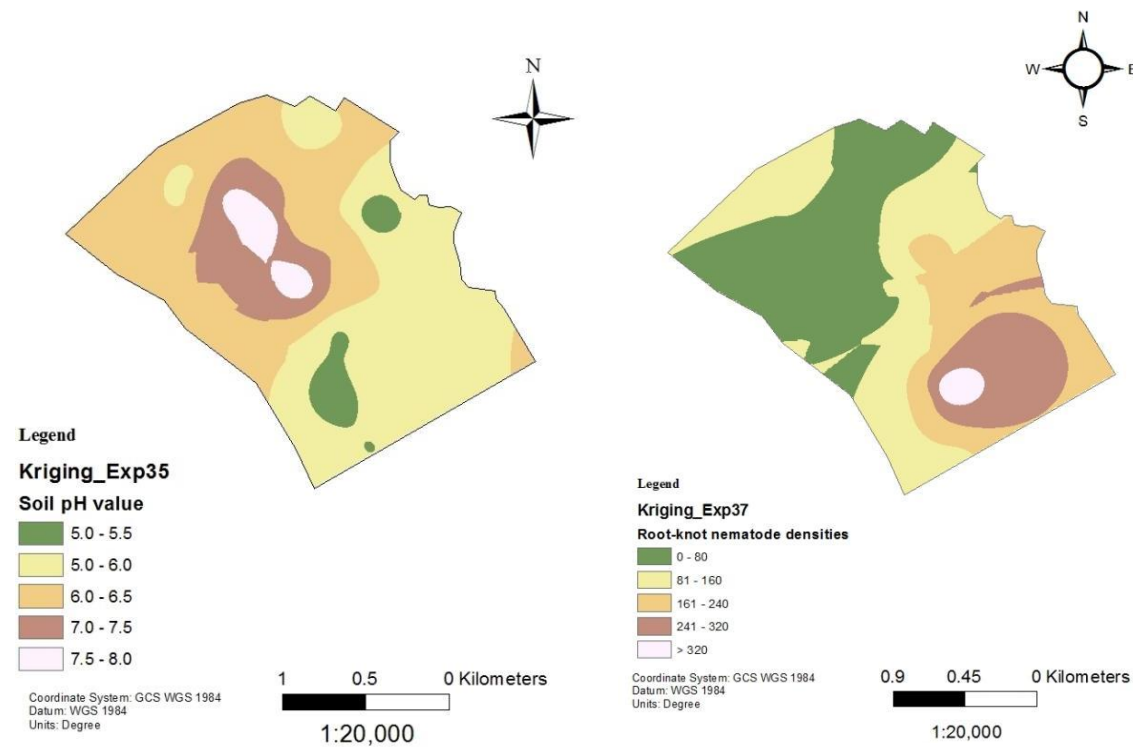 N
Legend
Kriging_Exp35
Soil pH value
5.0 - 5.5
5.0 - 6.0
6.0 - 6.5
7.0 - 7.5
7.5 - 8.0
1 0.5 0 Kilometers
Coordinate System: GCS WGS 1984
Datum: WGS 1984
Units: Degree
1:20,000
N
W E
S
Legend
Kriging_Exp37
Root-knot nematode densities
0 - 80
81 - 160
161 - 240
241 - 320
> 320
0.9 0.45 0 Kilometers
Coordinate System: GCS WGS 1984
Datum: WGS 1984
Units: Degree
1:20,000